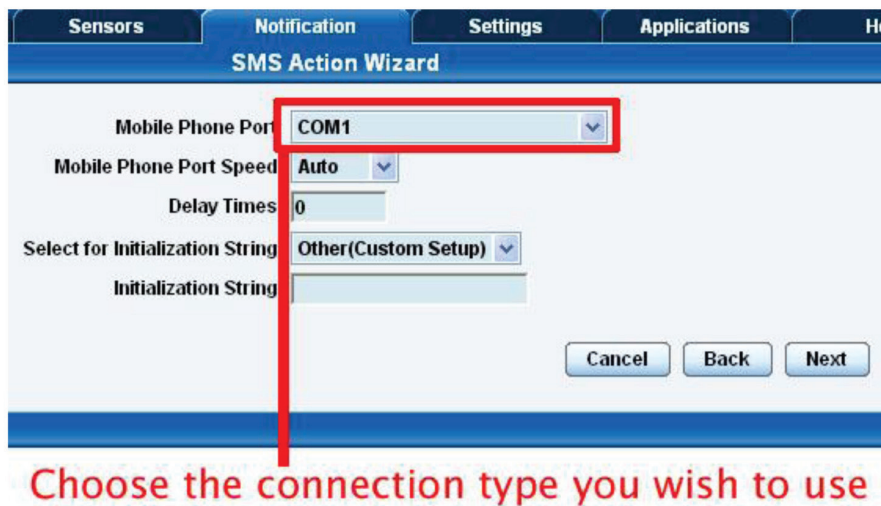 Sensors Notification Settings Applications
SMS Action Wizard
Mobile Phone Port COM1
Mobile Phone Port Speed Auto
Delay Times 0
Select for Initialization String Other(Custom Setup)
Initialization String
Cancel Back Next
Choose the connection type you wish to use